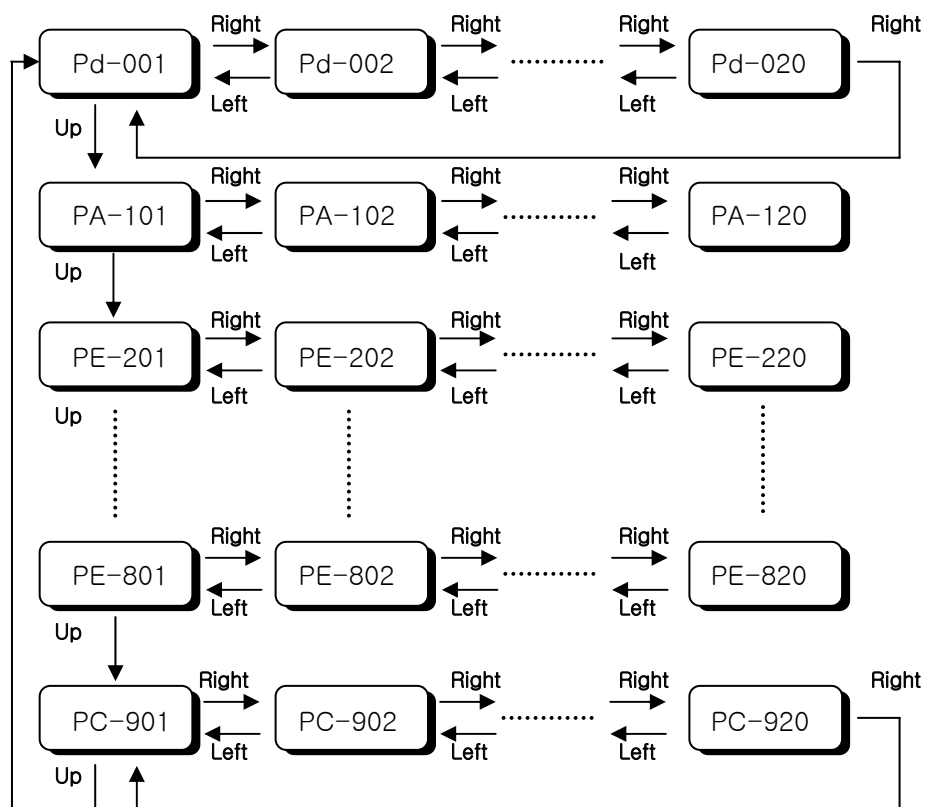 Right Right Right Right
Pd-001 Pd-002 Pd-020
Left Left Left
Up
Right Right Right
PA-101 PA-102 PA-120
Left Left Left
Up
Right Right Right
PE-201 PE-202 PE-220
Left Left Left
Up
Right Right Right
PE-801 PE-802 PE-820
Left Left Left
Up
Right Right Right Right
PC-901 PC-902 PC-920
Left Left Left
Up